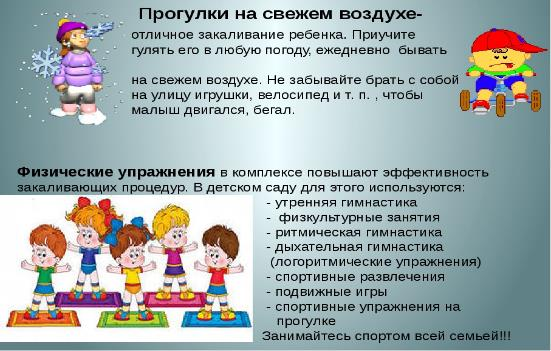 Прогулки на свежем воздухе-
отличное закаливание ребенка. Приучите
гулять его в любую погоду, ежедневно бывать
на свежем воздухе. Не забывайте брать с собой
на улицу игрушки, велосипед и т. п. , чтобы
малыш двигался, бегал.
Физические упражнения в комплексе повышают эффективность
закаливающих процедур. В детском саду для этого используются:
- утренняя гимнастика
- физкультурные занятия
- ритмическая гимнастика
- дыхательная гимнастика
(логоритмические упражнения)
- спортивные развлечения
- подвижные игры
- спортивные упражнения на
прогулке
Занимайтесь спортом всей семьей!!!